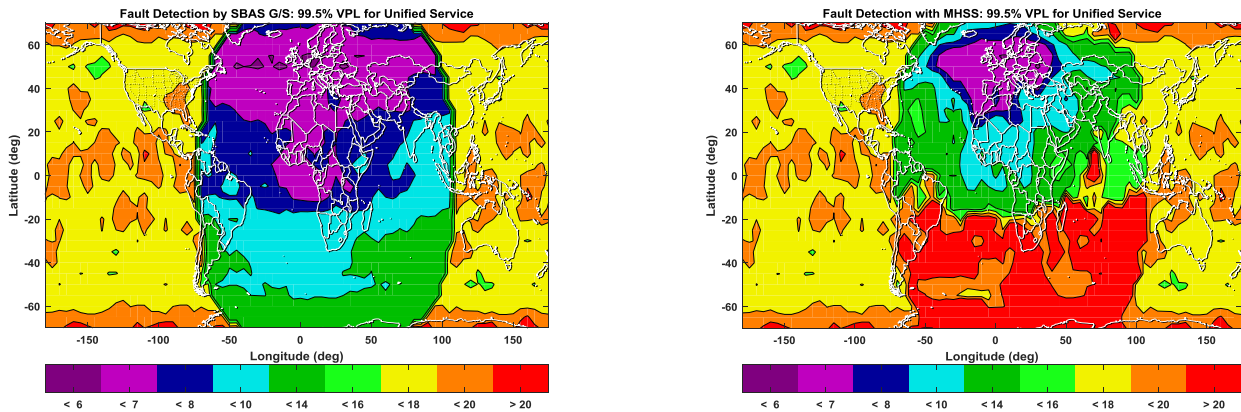 Fault Detection by SBAS G/S: 99.5% VPL for Unified Service
60
40
20
0
-20
-40
-60
Latitude (deg)
-150 -100 -50 0 50 100 150
Longitude (deg)
< 6 < 7 < 8 < 10 < 14 < 16 < 18 < 20 > 20
Fault Detection with MHSS: 99.5% VPL for Unified Service
60
40
20
0
-20
-40
-60
Latitude (deg)
-150 -100 -50 0 50 100 150
Longitude (deg)
< 6 < 7 < 8 < 10 < 14 < 16 < 18 < 20 > 20